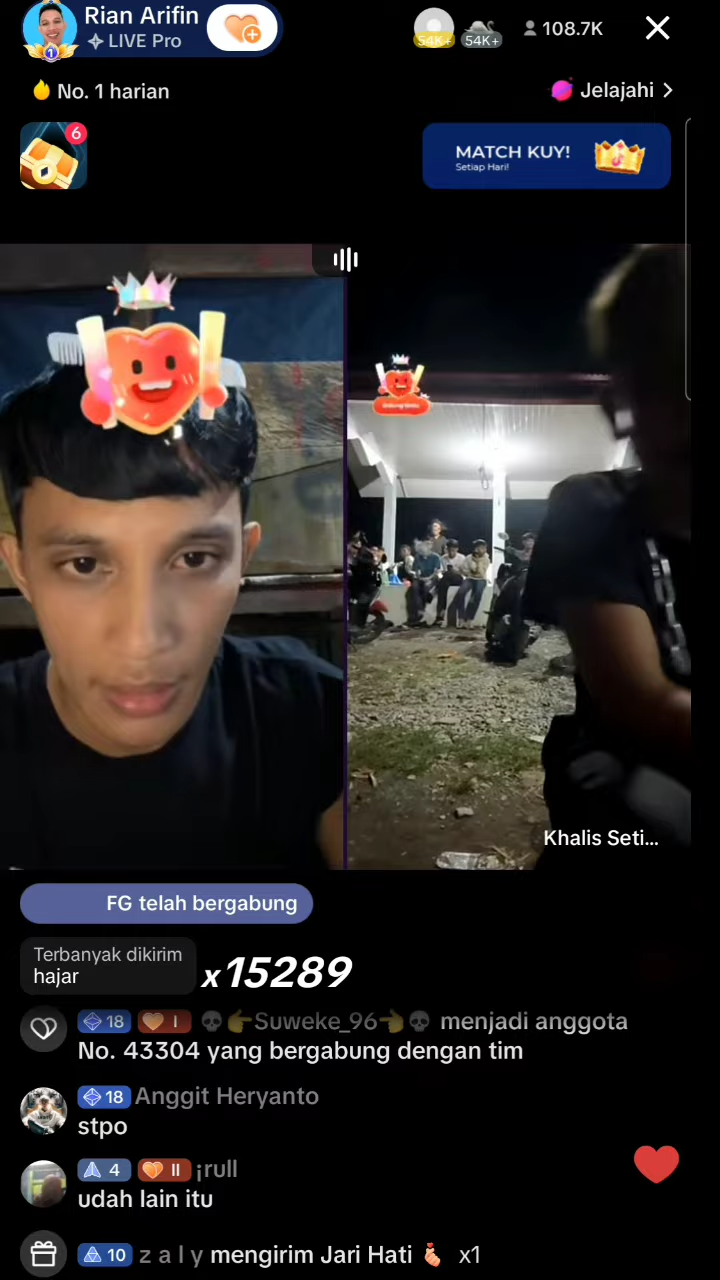 Rian Arifin
LIVE Pro
1
54K+
54K+
108.7K
No. 1 harian
Jelajahi >
6
MATCH KUY!
Setiap Hari!
Khalis Seti...
FG telah bergabung
Terbanyak dikirim
hajar
x15289
18 I 💀👉Suweke_96👈💀 menjadi anggota
No. 43304 yang bergabung dengan tim
18 Anggit Heryanto
stpo
4 II ¡rull
udah lain itu
10 z a l y mengirim Jari Hati 🫰 x1